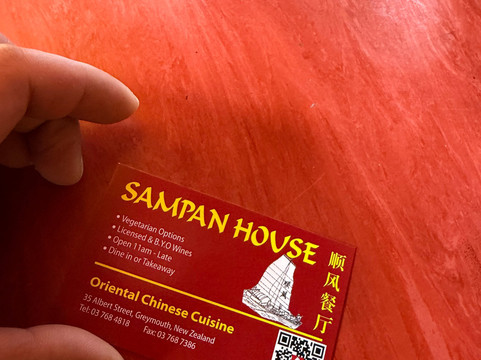 SAMPAN HOUSE
• Vegetarian Options
• Licensed & B.Y.O Wines
• Open 11am - Late
• Dine in or Takeaway
顺风餐厅
Oriental Chinese Cuisine
35 Albert Street, Greymouth, New Zealand
Tel: 03 768 4818 Fax: 03 768 7386